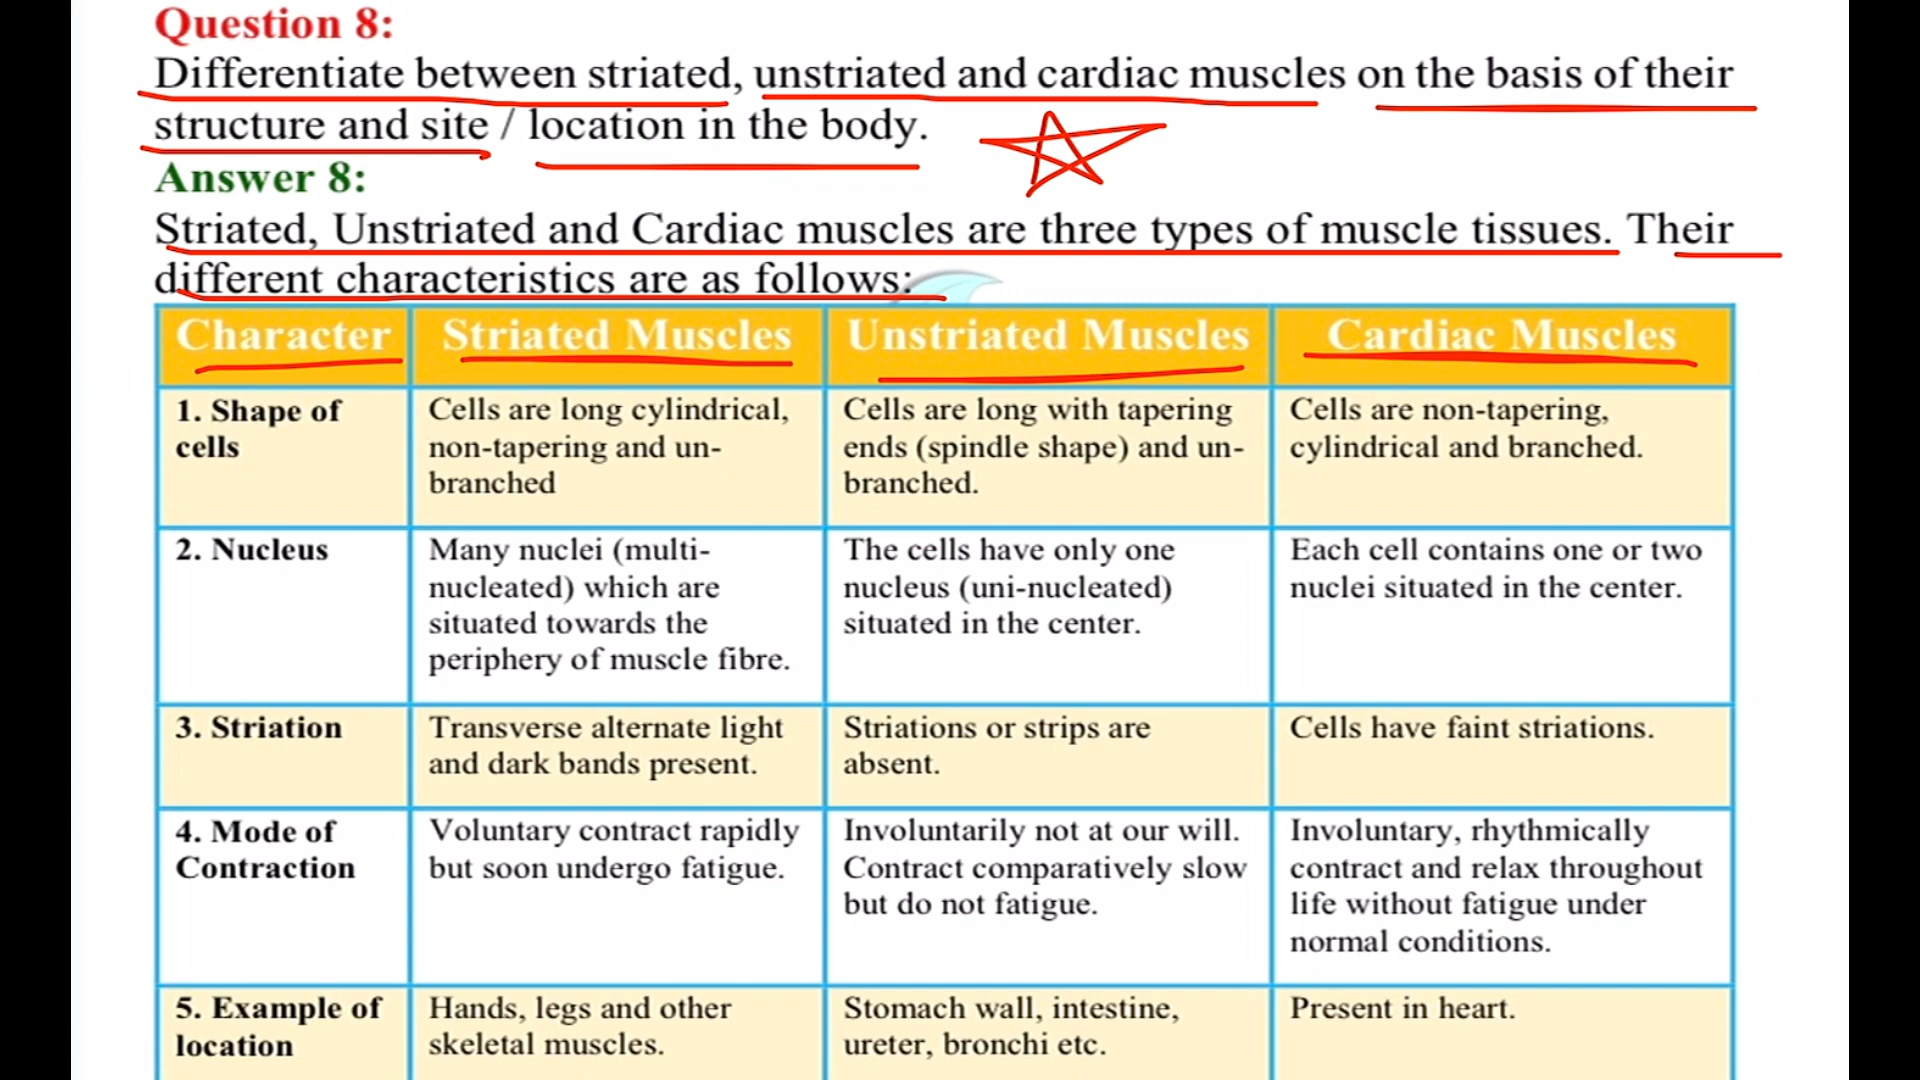 Question 8:
Differentiate between striated, unstriated and cardiac muscles on the basis of their
structure and site / location in the body.
Answer 8:
Striated, Unstriated and Cardiac muscles are three types of muscle tissues. Their
different characteristics are as follows:
Character
Striated Muscles
Unstriated Muscles
Cardiac Muscles
1. Shape of
cells
Cells are long cylindrical,
non-tapering and un-
branched
Cells are long with tapering
ends (spindle shape) and un-
branched.
Cells are non-tapering,
cylindrical and branched.
2. Nucleus
Many nuclei (multi-
nucleated) which are
situated towards the
periphery of muscle fibre.
The cells have only one
nucleus (uni-nucleated)
situated in the center.
Each cell contains one or two
nuclei situated in the center.
3. Striation
Transverse alternate light
and dark bands present.
Striations or strips are
absent.
Cells have faint striations.
4. Mode of
Contraction
Voluntary contract rapidly
but soon undergo fatigue.
Involuntarily not at our will.
Contract comparatively slow
but do not fatigue.
Involuntary, rhythmically
contract and relax throughout
life without fatigue under
normal conditions.
5. Example of
location
Hands, legs and other
skeletal muscles.
Stomach wall, intestine,
ureter, bronchi etc.
Present in heart.